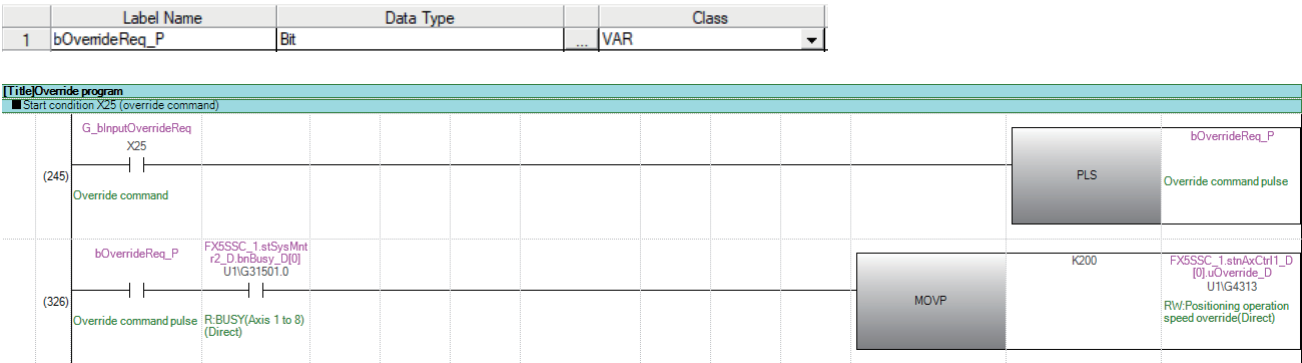 Label Name Data Type Class
1 bOverrideReq_P Bit ... VAR
[Title]Override program
■Start condition X25 (override command)
G_bInputOverrideReq
X25
(245)
Override command
PLS
bOverrideReq_P
Override command pulse
bOverrideReq_P
FX5SSC_1.stSysMnt
r2_D.bnBusy_D[0]
U1\G31501.0
(326)
Override command pulse
R:BUSY(Axis 1 to 8)
(Direct)
MOVP
K200
FX5SSC_1.stnAxCtrl1_D
[0].uOverride_D
U1\G4313
RW:Positioning operation
speed override(Direct)